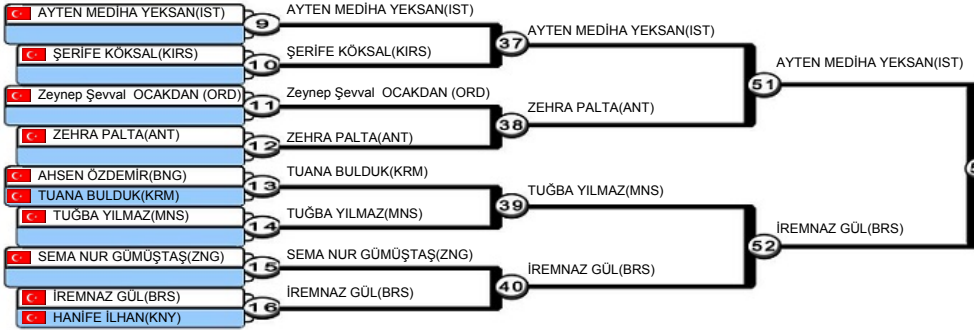 AYTEN MEDİHA YEKSAN(IST)
9
ŞERİFE KÖKSAL(KIRS)
10
Zeynep Şevval OCAKDAN (ORD)
11
ZEHRA PALTA(ANT)
12
AHSEN ÖZDEMİR(BNG)
TUANA BULDUK(KRM)
13
TUĞBA YILMAZ(MNS)
14
SEMA NUR GÜMÜŞTAŞ(ZNG)
15
İREMNAZ GÜL(BRS)
HANİFE İLHAN(KNY)
16
AYTEN MEDİHA YEKSAN(IST)
ŞERİFE KÖKSAL(KIRS)
37
Zeynep Şevval OCAKDAN (ORD)
ZEHRA PALTA(ANT)
38
TUANA BULDUK(KRM)
TUĞBA YILMAZ(MNS)
39
SEMA NUR GÜMÜŞTAŞ(ZNG)
İREMNAZ GÜL(BRS)
40
AYTEN MEDİHA YEKSAN(IST)
ZEHRA PALTA(ANT)
51
TUĞBA YILMAZ(MNS)
İREMNAZ GÜL(BRS)
52
AYTEN MEDİHA YEKSAN(IST)
İREMNAZ GÜL(BRS)